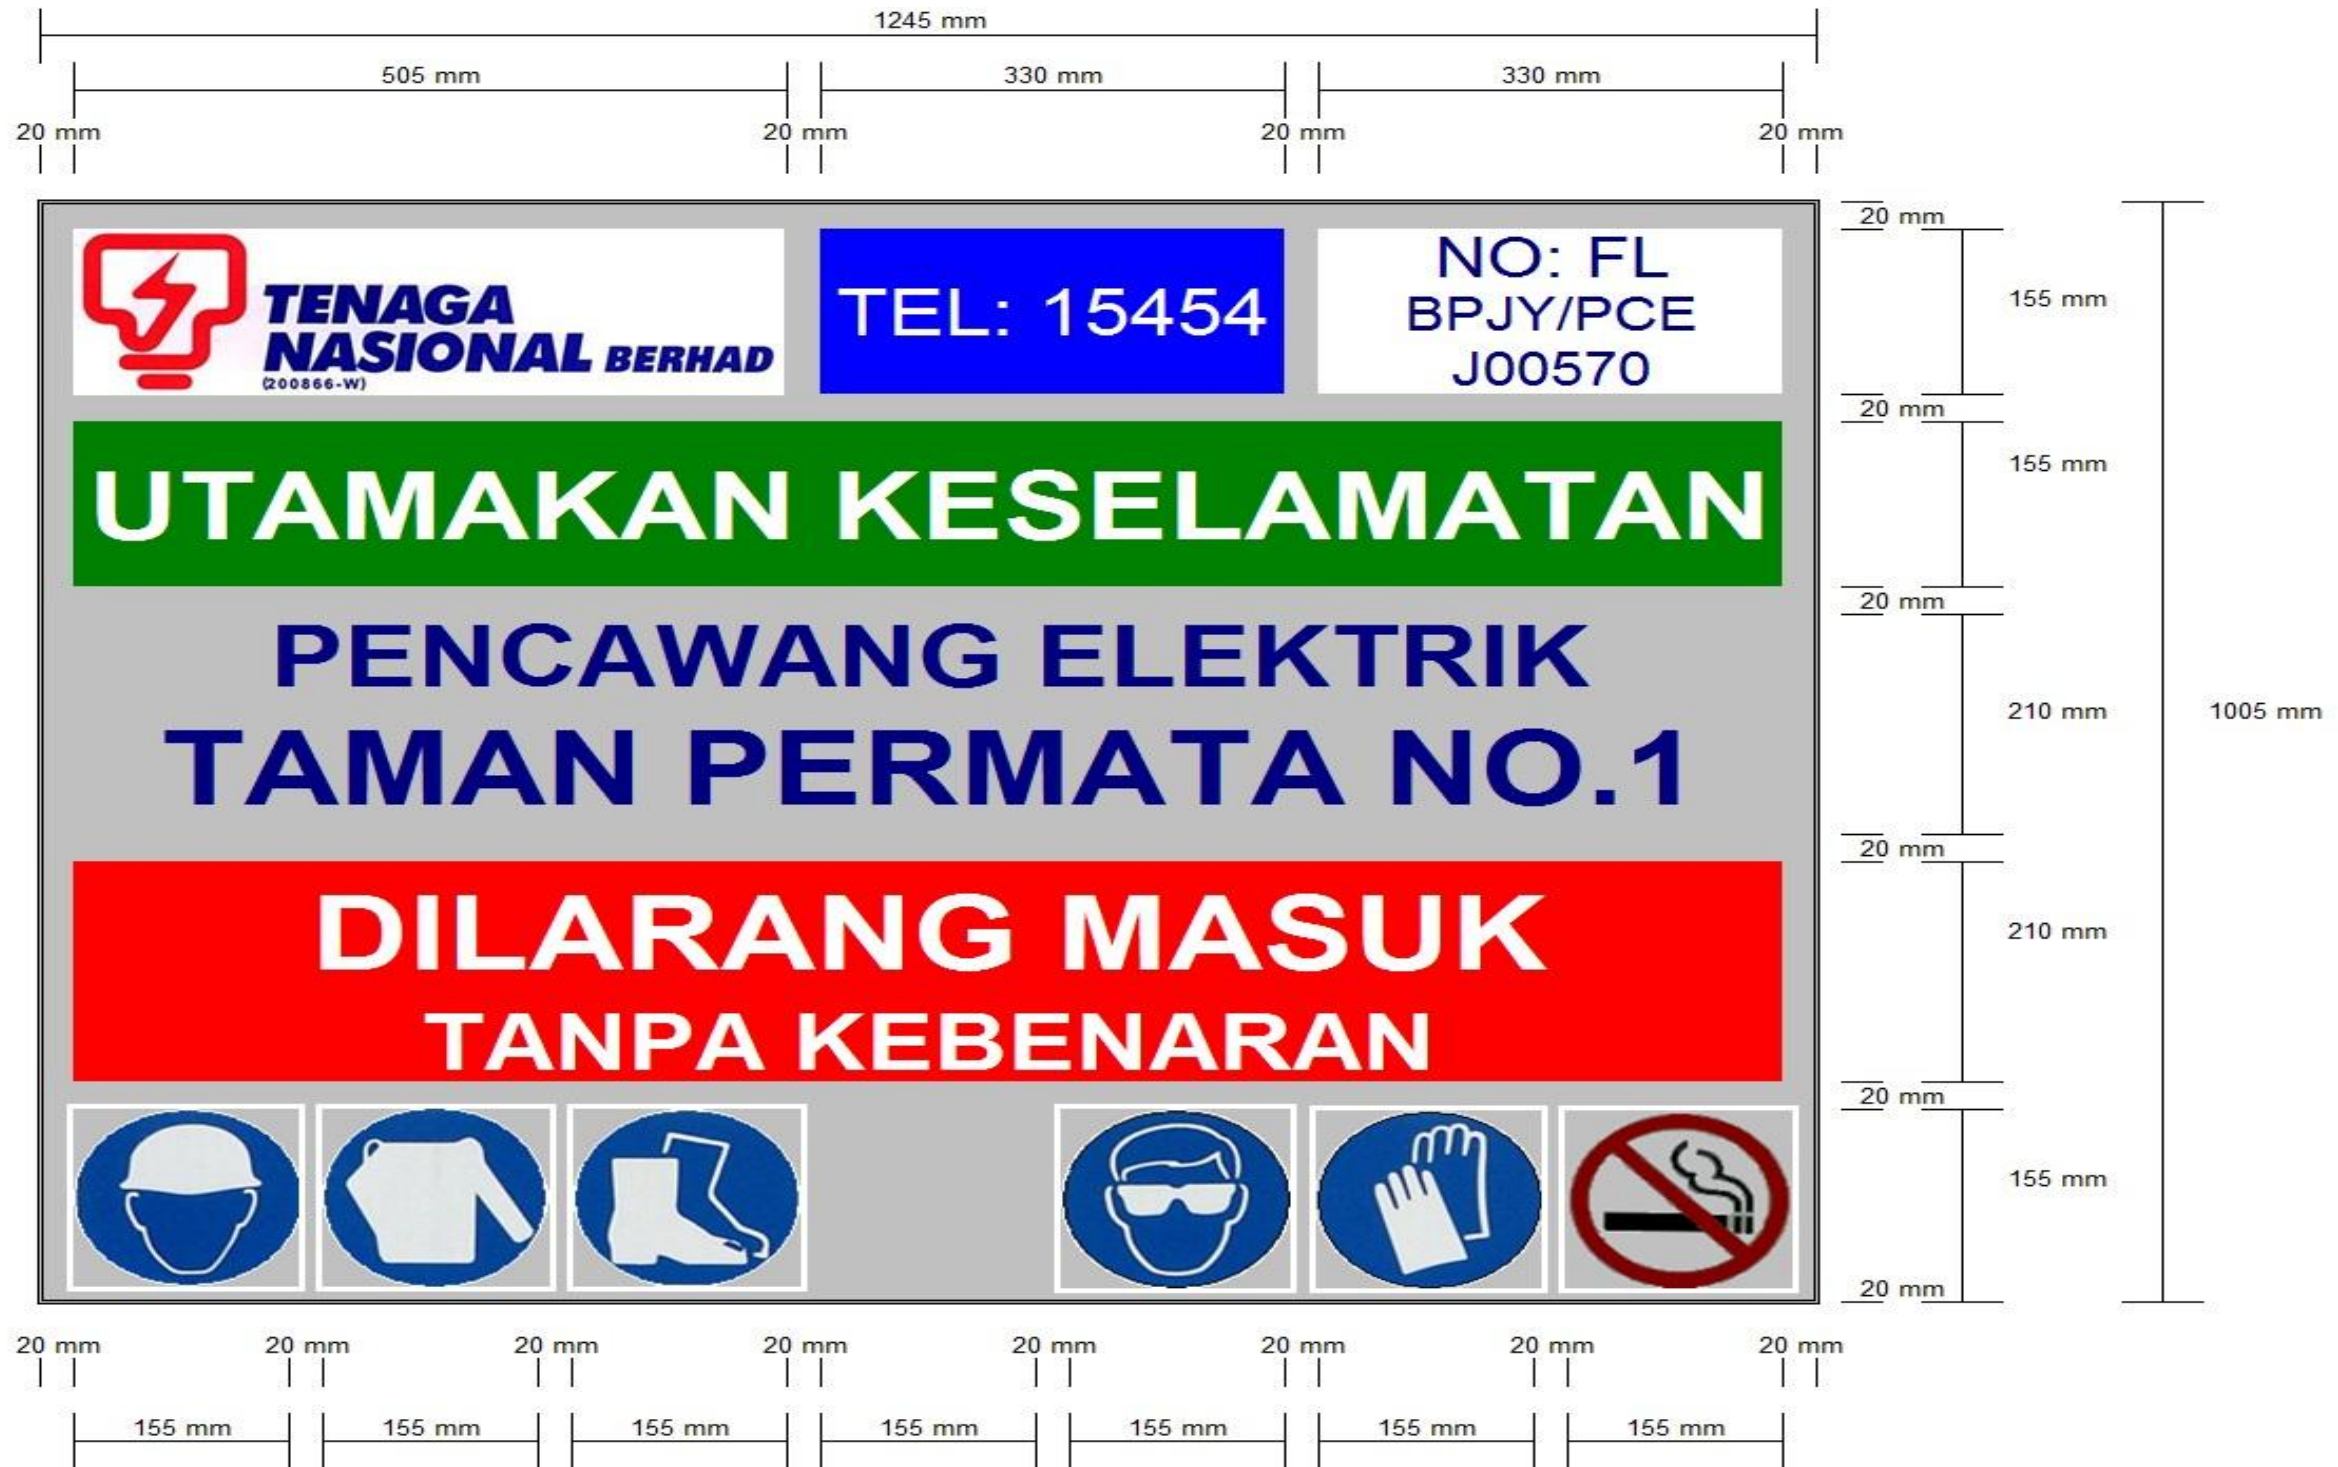 1245 mm
505 mm 330 mm 330 mm
20 mm 20 mm 20 mm 20 mm
TENAGA
NASIONAL BERHAD
(200866-W)
TEL: 15454
NO: FL
BPJY/PCE
J00570
UTAMAKAN KESELAMATAN
PENCAWANG ELEKTRIK
TAMAN PERMATA NO.1
DILARANG MASUK
TANPA KEBENARAN
20 mm
155 mm
20 mm
155 mm
20 mm
210 mm
1005 mm
20 mm
210 mm
20 mm
155 mm
20 mm
20 mm 20 mm 20 mm 20 mm 20 mm 20 mm 20 mm 20 mm
155 mm 155 mm 155 mm 155 mm 155 mm 155 mm 155 mm